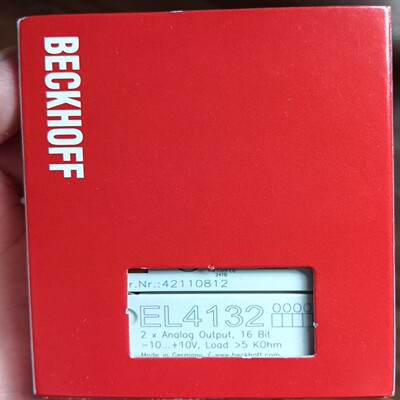 BECKHOFF
r.Nr.:42110812
EL4132
2 x Analog Output, 16 Bit
-10...+10V, Load >5 KOhm
Made in Germany / www.beckhoff.com